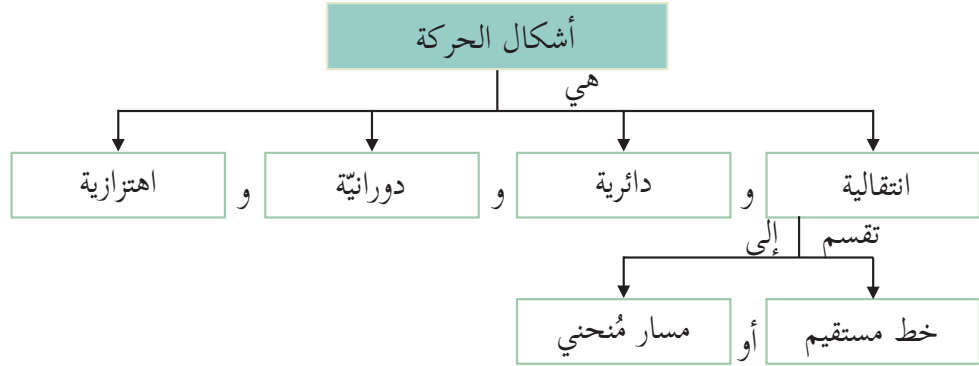 أشكال الحركة
هي
انتقالية و دائرية و دورانيّة و اهتزازية
تقسم إلى
خط مستقيم أو مسار مُنحني